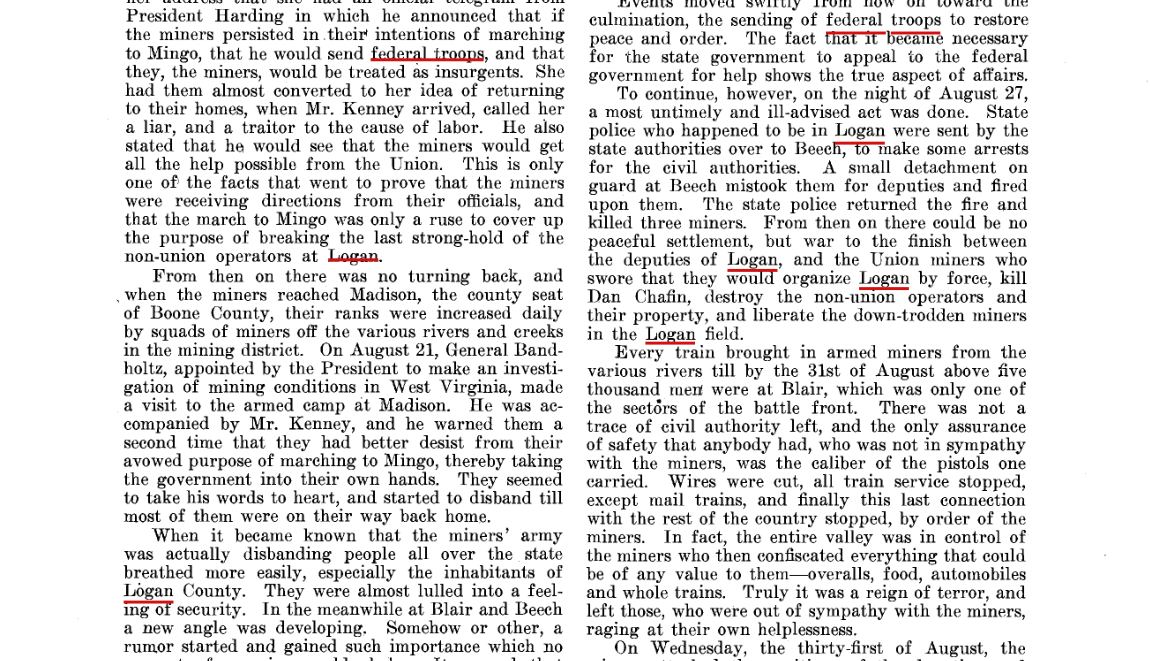 her address that she had an official telegram from
President Harding in which he announced that if
the miners persisted in their intentions of marching
to Mingo, that he would send federal troops, and that
they, the miners, would be treated as insurgents. She
had them almost converted to her idea of returning
to their homes, when Mr. Kenney arrived, called her
a liar, and a traitor to the cause of labor. He also
stated that he would see that the miners would get
all the help possible from the Union. This is only
one of the facts that went to prove that the miners
were receiving directions from their officials, and
that the march to Mingo was only a ruse to cover up
the purpose of breaking the last strong-hold of the
non-union operators at Logan.
From then on there was no turning back, and
when the miners reached Madison, the county seat
of Boone County, their ranks were increased daily
by squads of miners off the various rivers and creeks
in the mining district. On August 21, General Band-
holtz, appointed by the President to make an investi-
gation of mining conditions in West Virginia, made
a visit to the armed camp at Madison. He was ac-
companied by Mr. Kenney, and he warned them a
second time that they had better desist from their
avowed purpose of marching to Mingo, thereby taking
the government into their own hands. They seemed
to take his words to heart, and started to disband till
most of them were on their way back home.
When it became known that the miners' army
was actually disbanding people all over the state
breathed more easily, especially the inhabitants of
Logan County. They were almost lulled into a feel-
ing of security. In the meanwhile at Blair and Beech
a new angle was developing. Somehow or other, a
rumor started and gained such importance which no
Events moved swiftly from now on toward the
culmination, the sending of federal troops to restore
peace and order. The fact that it became necessary
for the state government to appeal to the federal
government for help shows the true aspect of affairs.
To continue, however, on the night of August 27,
a most untimely and ill-advised act was done. State
police who happened to be in Logan were sent by the
state authorities over to Beech, to make some arrests
for the civil authorities. A small detachment on
guard at Beech mistook them for deputies and fired
upon them. The state police returned the fire and
killed three miners. From then on there could be no
peaceful settlement, but war to the finish between
the deputies of Logan, and the Union miners who
swore that they would organize Logan by force, kill
Dan Chafin, destroy the non-union operators and
their property, and liberate the down-trodden miners
in the Logan field.
Every train brought in armed miners from the
various rivers till by the 31st of August above five
thousand men were at Blair, which was only one of
the sectors of the battle front. There was not a
trace of civil authority left, and the only assurance
of safety that anybody had, who was not in sympathy
with the miners, was the caliber of the pistols one
carried. Wires were cut, all train service stopped,
except mail trains, and finally this last connection
with the rest of the country stopped, by order of the
miners. In fact, the entire valley was in control of
the miners who then confiscated everything that could
be of any value to them—overalls, food, automobiles
and whole trains. Truly it was a reign of terror, and
left those, who were out of sympathy with the miners,
raging at their own helplessness.
On Wednesday, the thirty-first of August, the